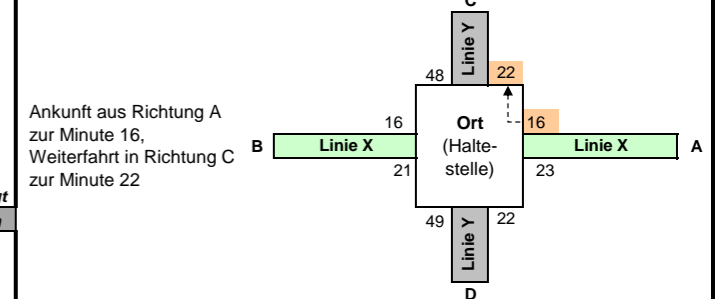 C
Linie Y
48
22
Ankunft aus Richtung A
zur Minute 16,
Weiterfahrt in Richtung C
zur Minute 22
16
Ort
16
B
Linie X
(Halte-
Linie X
A
21
stelle)
23
49
Linie Y
22
D